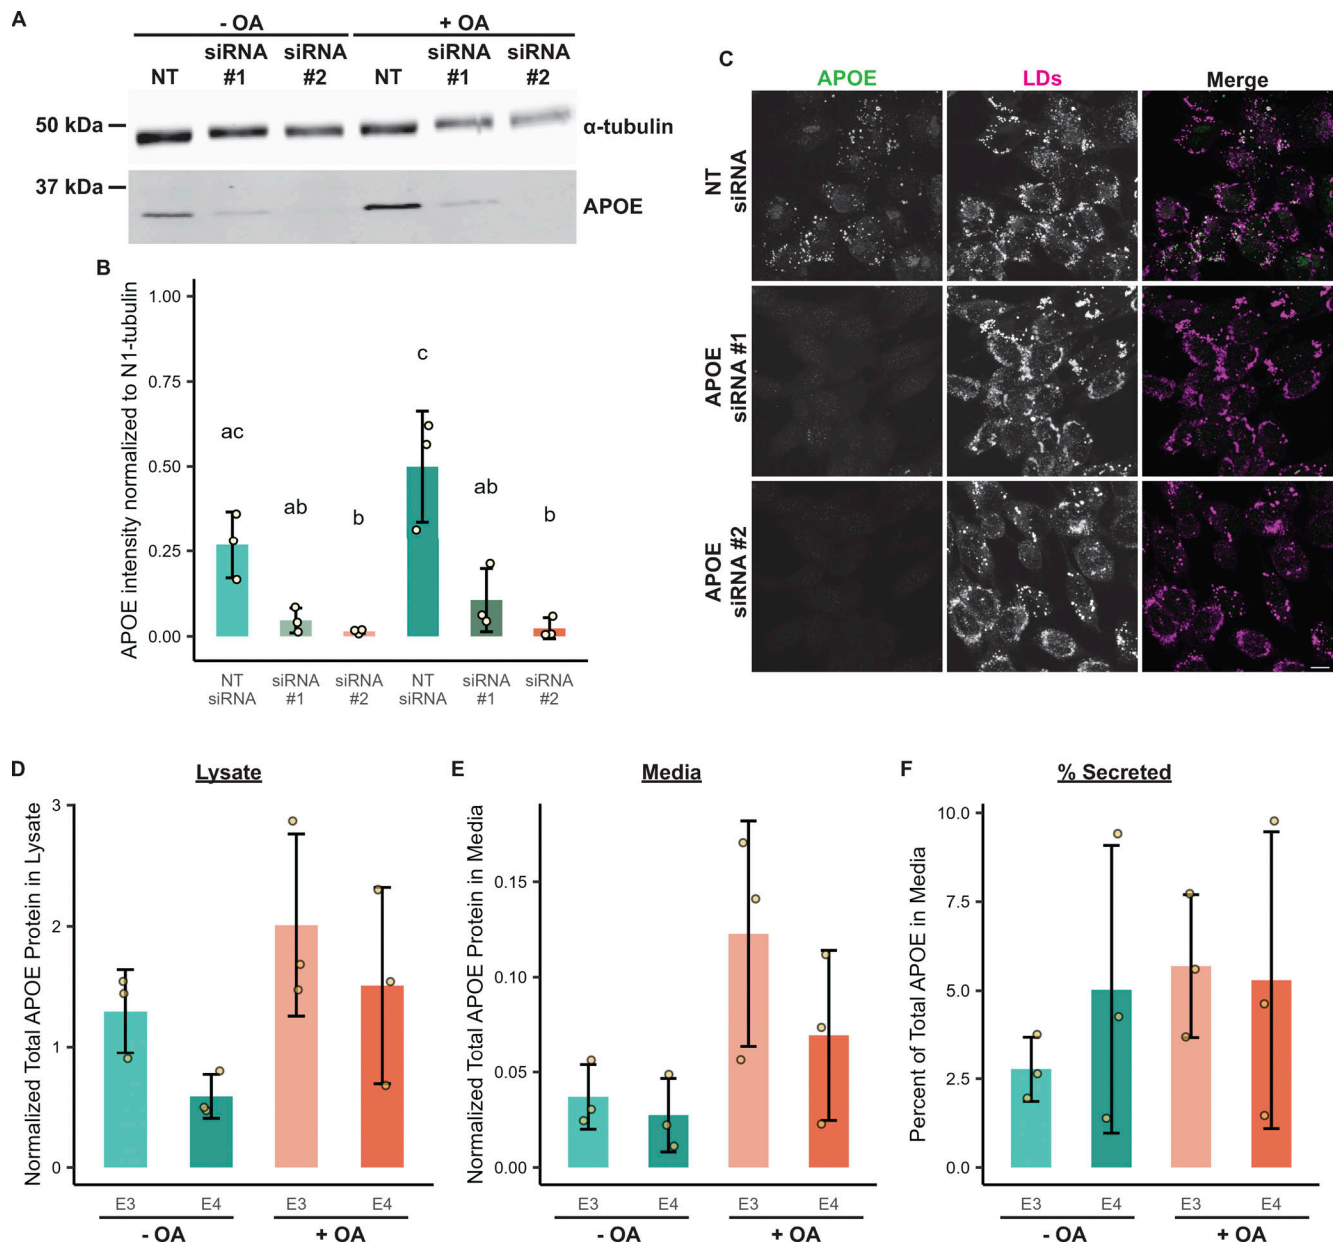 A
- OA
+ OA
NT
siRNA
#1
siRNA
#2
NT
siRNA
#1
siRNA
#2
50 kDa
α-tubulin
37 kDa
APOE
B
APOE intensity normalized to N1-tubulin
1.00
0.75
0.50
0.25
0.00
ac
ab
b
c
ab
b
NT
siRNA
siRNA
#1
siRNA
#2
NT
siRNA
siRNA
#1
siRNA
#2
C
APOE
LDs
Merge
NT
siRNA
APOE
siRNA #1
APOE
siRNA #2
D
Lysate
Normalized Total APOE Protein in Lysate
3
2
1
0
E3
E4
E3
E4
- OA
+ OA
E
Media
Normalized Total APOE Protein in Media
0.15
0.10
0.05
0.00
E3
E4
E3
E4
- OA
+ OA
F
% Secreted
Percent of Total APOE in Media
10.0
7.5
5.0
2.5
0.0
E3
E4
E3
E4
- OA
+ OA